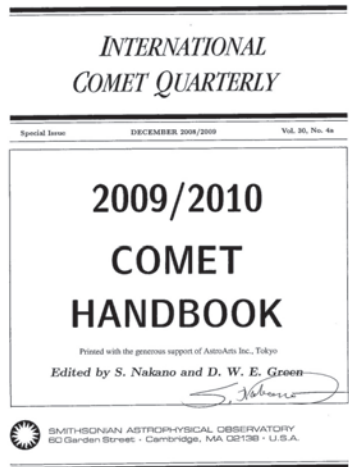 INTERNATIONAL
COMET QUARTERLY
Special Issue DECEMBER 2008/2009 Vol. 30, No. 4a
2009/2010
COMET
HANDBOOK
Printed with the generous support of AstroArts Inc., Tokyo
Edited by S. Nakano and D. W. E. Green
S. Nakano
SMITHSONIAN ASTROPHYSICAL OBSERVATORY
60 Garden Street · Cambridge, MA 02138 · U.S.A.